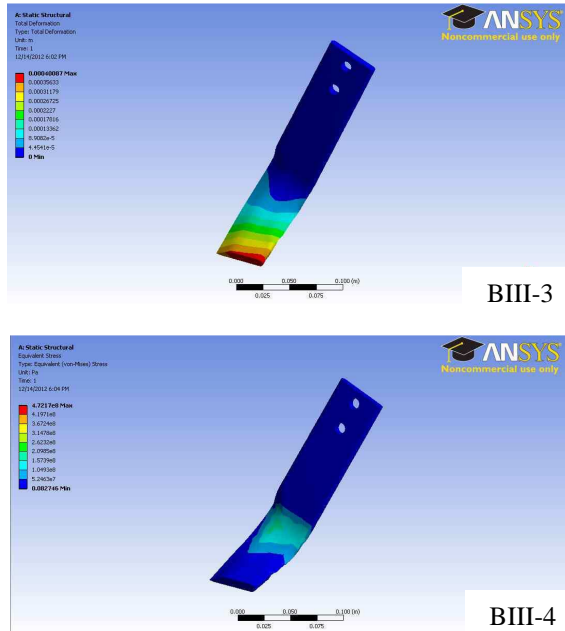 A: Static Structural
Total Deformation
Type: Total Deformation
Unit: m
Time: 1
12/14/2012 6:02 PM
0.00040087 Max
0.00035633
0.00031179
0.00026725
0.0002227
0.00017816
0.00013362
8.9082e-5
4.4541e-5
0 Min
ANSYS
Noncommercial use only
0.000 0.050 0.100 (m)
0.025 0.075
BIII-3
A: Static Structural
Equivalent Stress
Type: Equivalent (von-Mises) Stress
Unit: Pa
Time: 1
12/14/2012 6:04 PM
4.7217e8 Max
4.1971e8
3.6724e8
3.1478e8
2.6232e8
2.0985e8
1.5739e8
1.0493e8
5.2463e7
0.082746 Min
ANSYS
Noncommercial use only
0.000 0.050 0.100 (m)
0.025 0.075
BIII-4